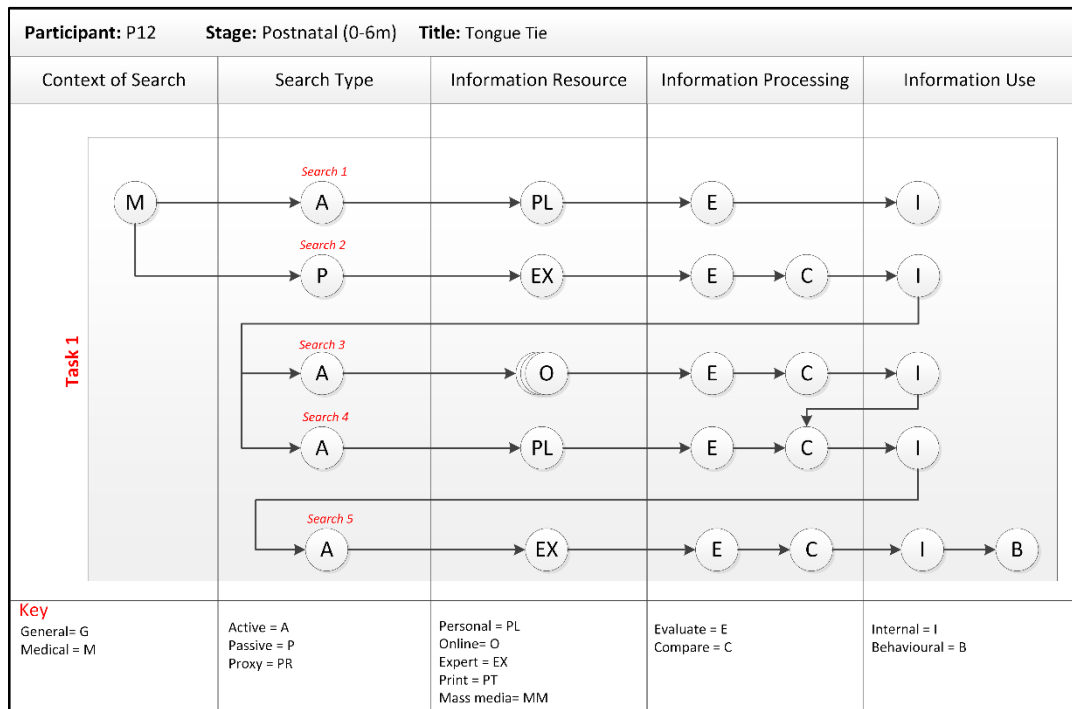 Participant: P12 Stage: Postnatal (0-6m) Title: Tongue Tie
Context of Search Search Type Information Resource Information Processing Information Use
Task 1
Search 1
M A PL E I
Search 2
P EX E C I
Search 3
A O E C I
Search 4
A PL E C I
Search 5
A EX E C I B
Key
General= G
Medical = M
Active = A
Passive = P
Proxy = PR
Personal = PL
Online= O
Expert = EX
Print = PT
Mass media= MM
Evaluate = E
Compare = C
Internal = I
Behavioural = B